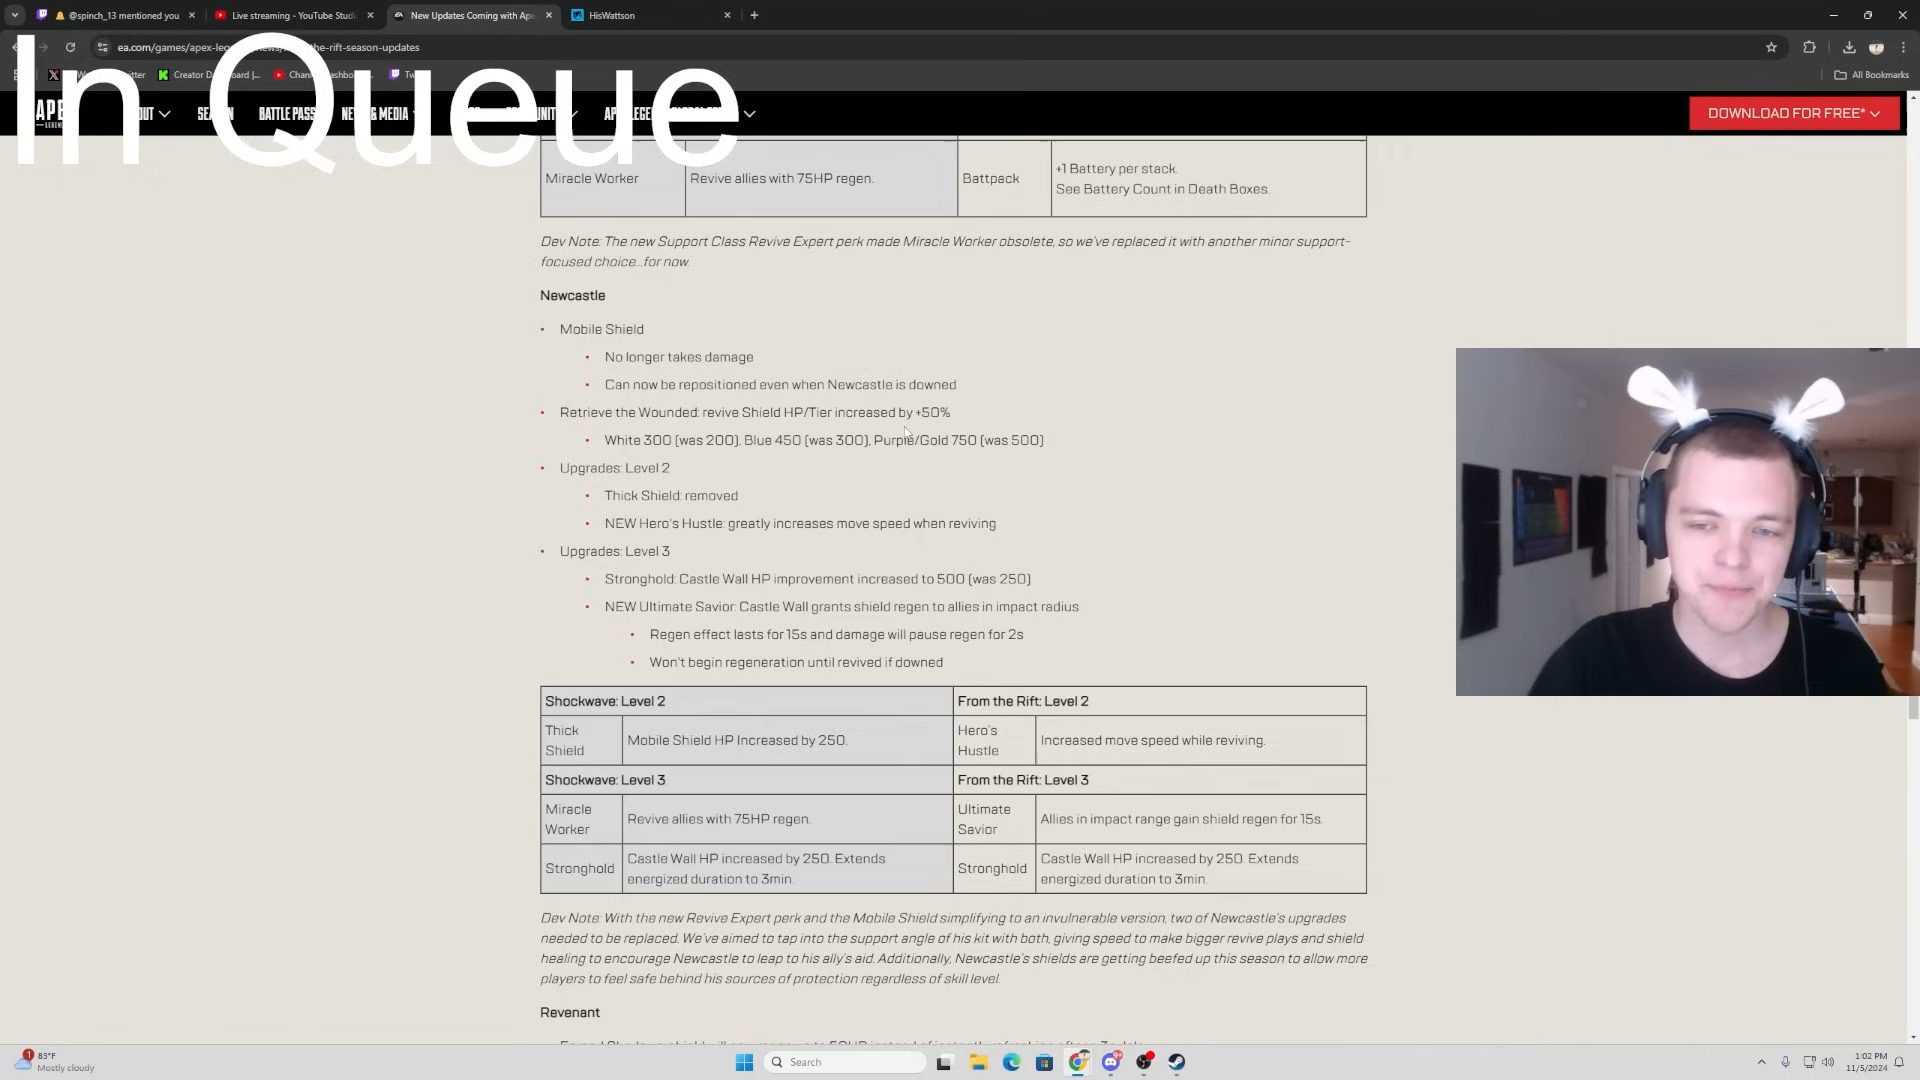 @spinch_13 mentioned you
Live streaming - YouTube Studi
New Updates Coming with Ape
HisWattson
ea.com/games/apex-le
the-rift-season-updates
Creator Da
All Bookmarks
In Queue
BATTLE PASS
DOWNLOAD FOR FREE*
Miracle Worker
Revive allies with 75HP regen.
Battpack
+1 Battery per stack.
See Battery Count in Death Boxes.
Dev Note: The new Support Class Revive Expert perk made Miracle Worker obsolete, so we've replaced it with another minor support-
focused choice...for now.
Newcastle
• Mobile Shield
• No longer takes damage
• Can now be repositioned even when Newcastle is downed
• Retrieve the Wounded: revive Shield HP/Tier increased by +50%
• White 300 (was 200), Blue 450 (was 300), Purple/Gold 750 (was 500)
• Upgrades: Level 2
• Thick Shield: removed
• NEW Hero's Hustle: greatly increases move speed when reviving
• Upgrades: Level 3
• Stronghold: Castle Wall HP improvement increased to 500 (was 250)
• NEW Ultimate Savior: Castle Wall grants shield regen to allies in impact radius
• Regen effect lasts for 15s and damage will pause regen for 2s
• Won't begin regeneration until revived if downed
Shockwave: Level 2
From the Rift: Level 2
Thick
Shield
Mobile Shield HP Increased by 250.
Hero's
Hustle
Increased move speed while reviving.
Shockwave: Level 3
From the Rift: Level 3
Miracle
Worker
Revive allies with 75HP regen.
Ultimate
Savior
Allies in impact range gain shield regen for 15s.
Stronghold
Castle Wall HP increased by 250. Extends
energized duration to 3min.
Stronghold
Castle Wall HP increased by 250. Extends
energized duration to 3min.
Dev Note: With the new Revive Expert perk and the Mobile Shield simplifying to an invulnerable version, two of Newcastle's upgrades
needed to be replaced. We've aimed to tap into the support angle of his kit with both, giving speed to make bigger revive plays and shield
healing to encourage Newcastle to leap to his ally's aid. Additionally, Newcastle's shields are getting beefed up this season to allow more
players to feel safe behind his sources of protection regardless of skill level.
Revenant
1
83°F
Mostly cloudy
Search
1:02 PM
11/5/2024